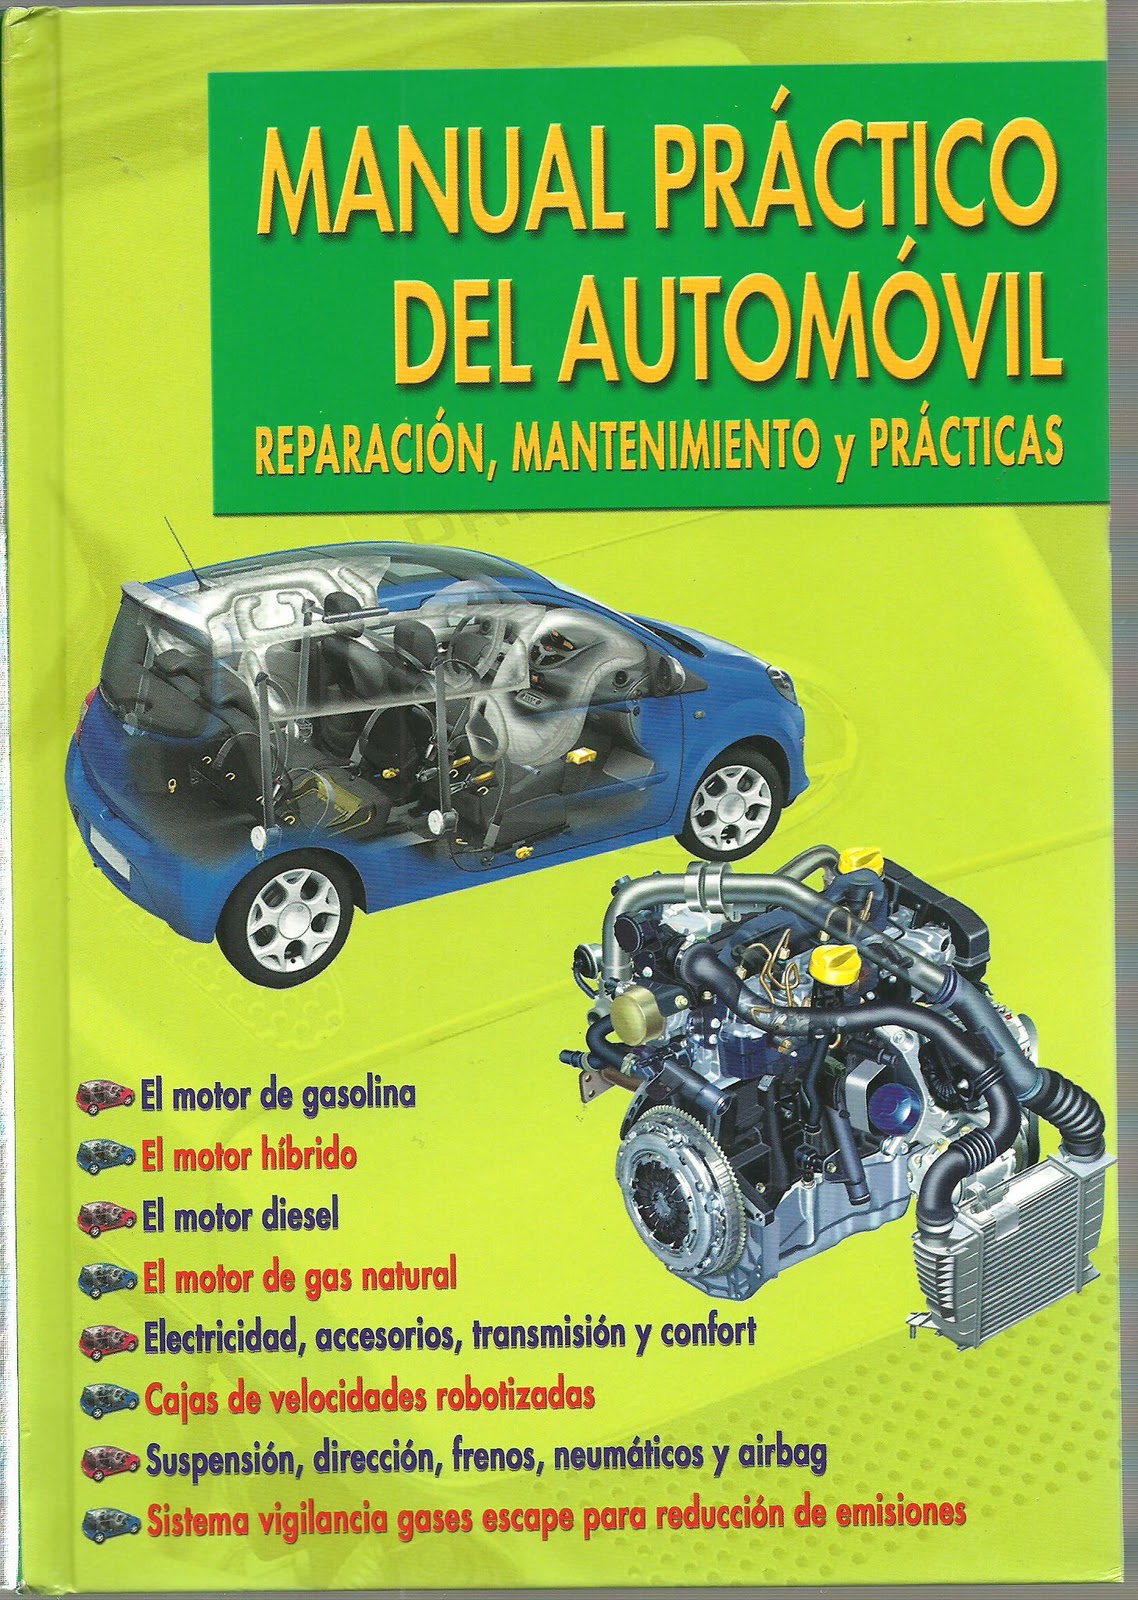 MANUAL PRÁCTICO
DEL AUTOMÓVIL
REPARACIÓN, MANTENIMIENTO y PRÁCTICAS
El motor de gasolina
El motor híbrido
El motor diesel
El motor de gas natural
Electricidad, accesorios, transmisión y confort
Cajas de velocidades robotizadas
Suspensión, dirección, frenos, neumáticos y airbag
Sistema vigilancia gases escape para reducción de emisiones